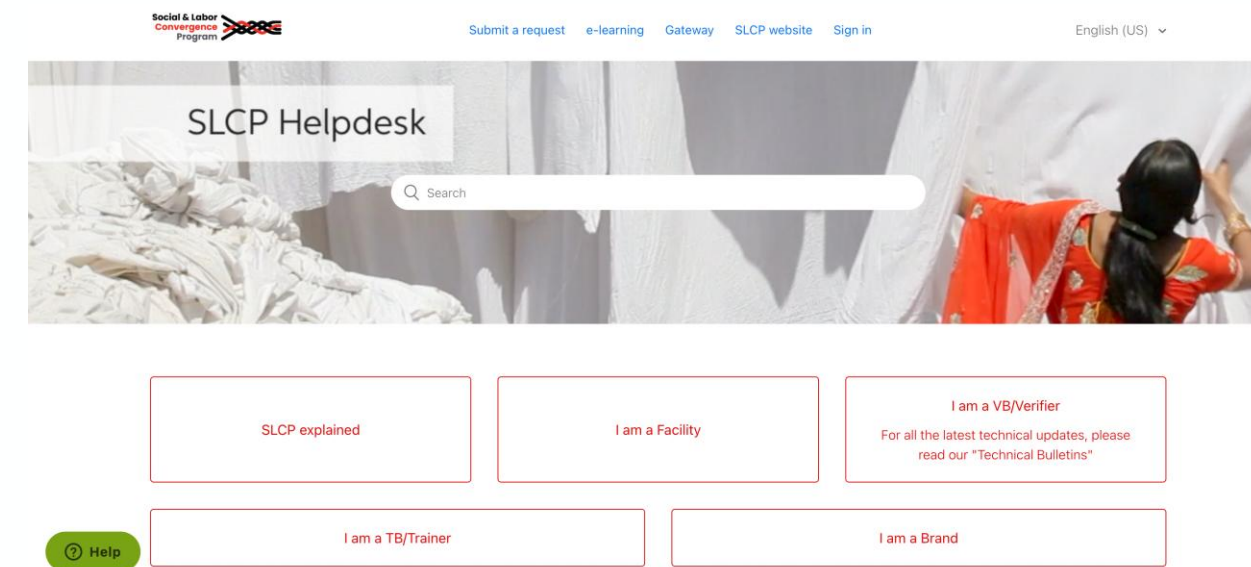 Social & Labor
Convergence
Program
Submit a request e-learning Gateway SLCP website Sign in
English (US)
SLCP Helpdesk
Search
SLCP explained
I am a Facility
I am a VB/Verifier
For all the latest technical updates, please
read our "Technical Bulletins"
I am a TB/Trainer
I am a Brand
Help